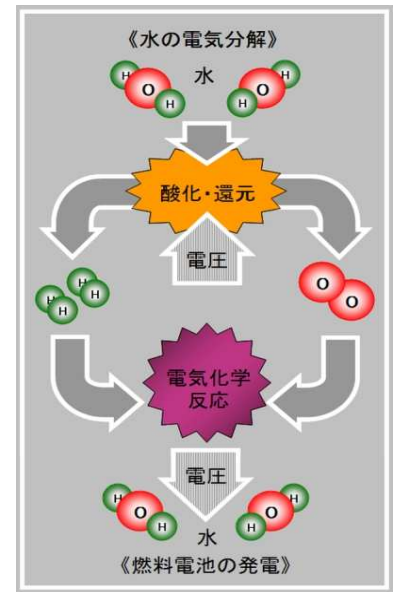 《水の電気分解》
水
H O H
H O H
酸化・還元
電圧
H H H H
O O
電気化学
反応
電圧
H O H
H O H
水
《燃料電池の発電》